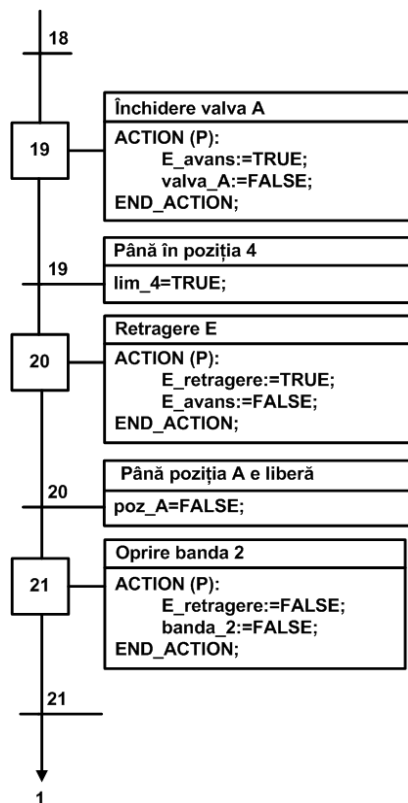 18
Închidere valva A
19
ACTION (P):
E_avans:=TRUE;
valva_A:=FALSE;
END_ACTION;
Până în poziția 4
19
lim_4=TRUE;
Retragere E
20
ACTION (P):
E_retragere:=TRUE;
E_avans:=FALSE;
END_ACTION;
Până poziția A e liberă
20
poz_A=FALSE;
Oprire banda 2
21
ACTION (P):
E_retragere:=FALSE;
banda_2:=FALSE;
END_ACTION;
21
1